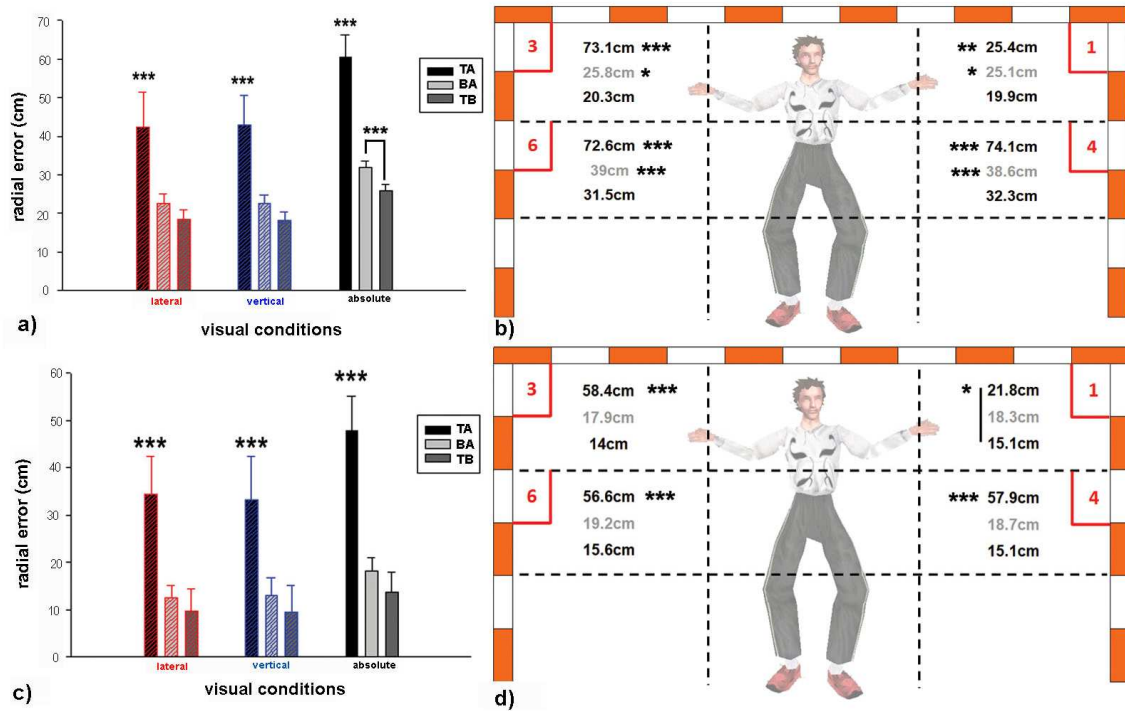 ***
***
***
***
radial error (cm)
70
60
50
40
30
20
10
0
TA
BA
TB
lateral
vertical
absolute
visual conditions
a)
3
73.1cm ***
25.8cm *
20.3cm
** 25.4cm
* 25.1cm
19.9cm
1
6
72.6cm ***
39cm ***
31.5cm
*** 74.1cm
*** 38.6cm
32.3cm
4
b)
***
***
***
radial error (cm)
60
50
40
30
20
10
0
TA
BA
TB
lateral
vertical
absolute
visual conditions
c)
3
58.4cm ***
17.9cm
14cm
* 21.8cm
18.3cm
15.1cm
1
6
56.6cm ***
19.2cm
15.6cm
*** 57.9cm
18.7cm
15.1cm
4
d)